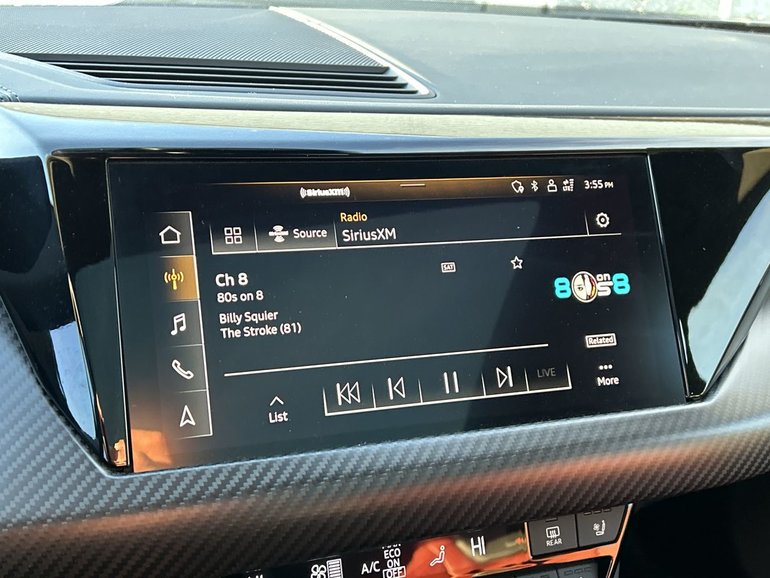 SiriusXM
LTE
3:55 PM
Radio
Source
SiriusXM
Ch 8
80s on 8
SAT
8 on 8
Billy Squier
The Stroke (81)
Related
LIVE
More
List
REAR
HI
A/C
ECO
ON
OFF